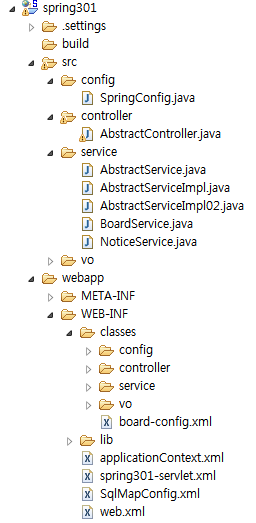 spring301
.settings
build
src
config
SpringConfig.java
controller
AbstractController.java
service
AbstractService.java
AbstractServiceImpl.java
AbstractServiceImpl02.java
BoardService.java
NoticeService.java
vo
webapp
META-INF
WEB-INF
classes
config
controller
service
vo
board-config.xml
lib
applicationContext.xml
spring301-servlet.xml
SqlMapConfig.xml
web.xml